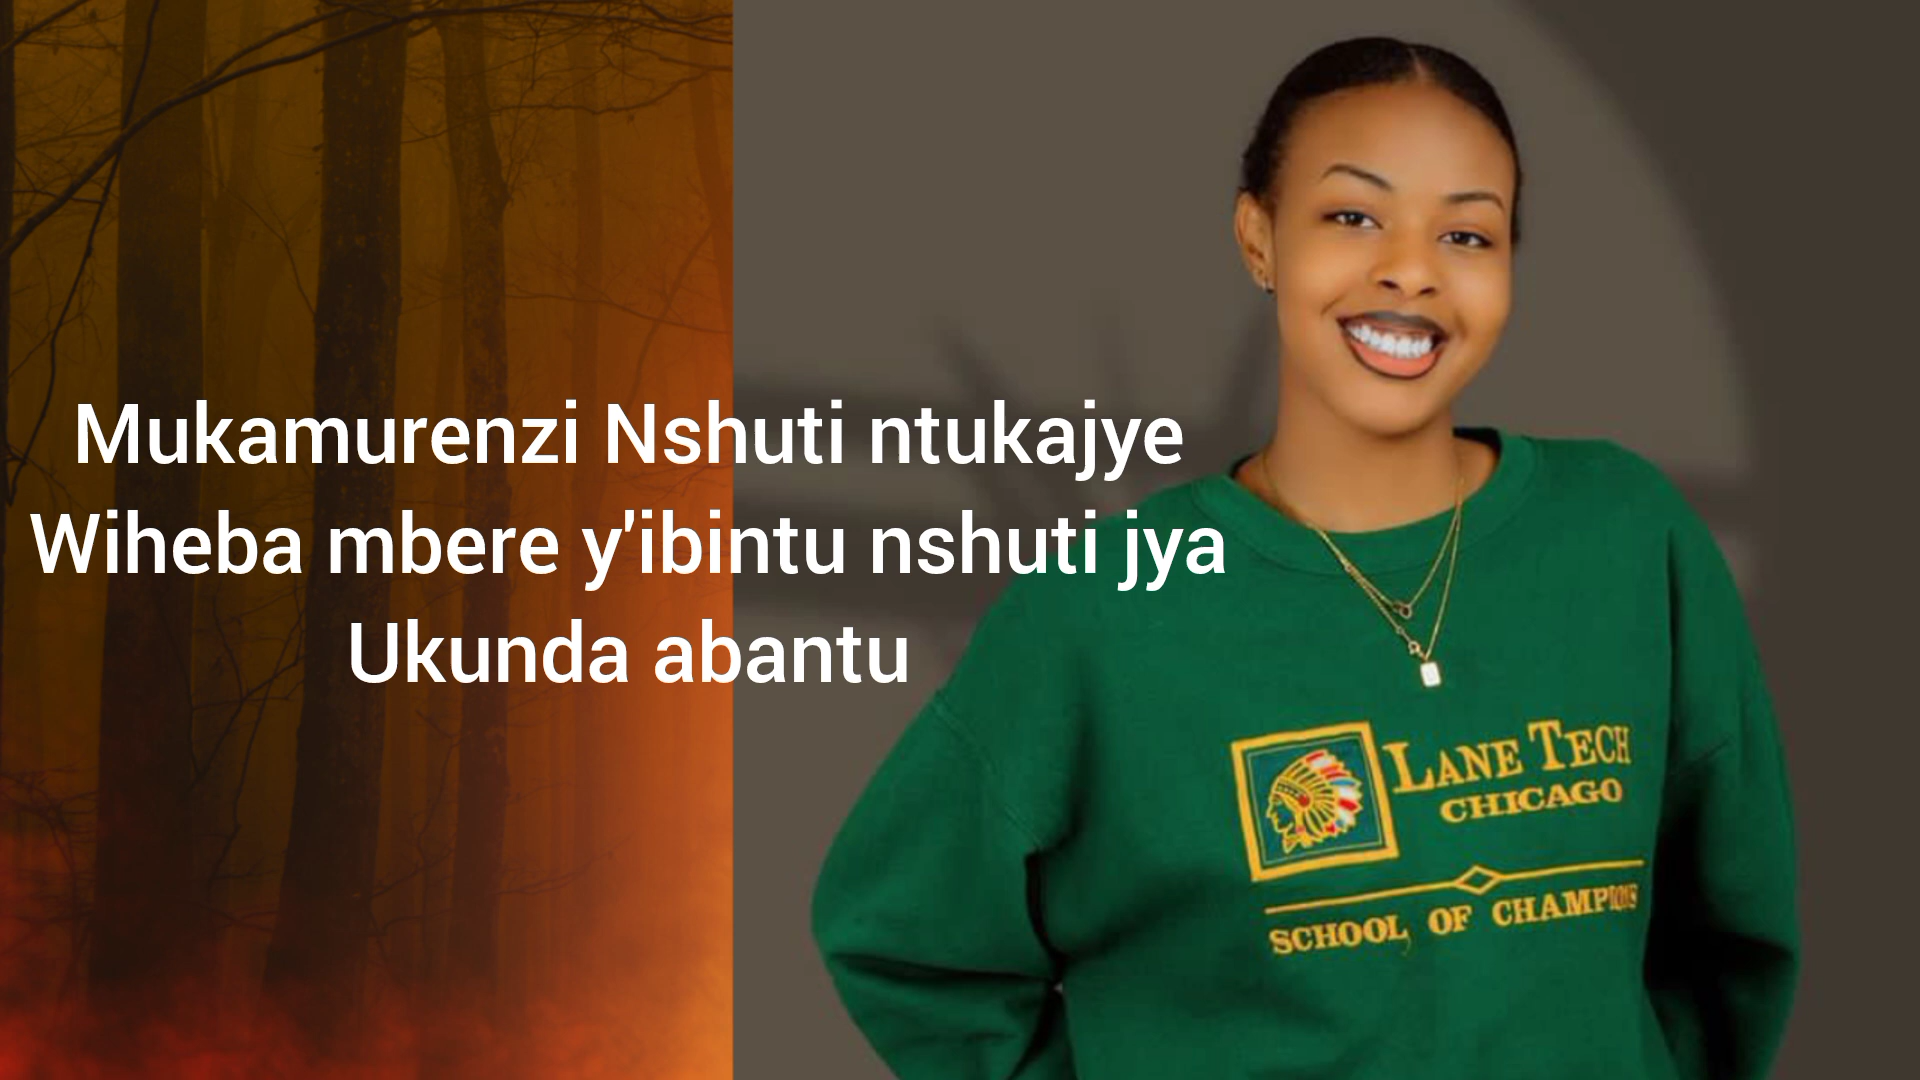 Mukamurenzi Nshuti ntukajye
Wiheba mbere y'ibintu nshuti jya
Ukunda abantu
LANE TECH
CHICAGO
SCHOOL OF CHAMPIONS